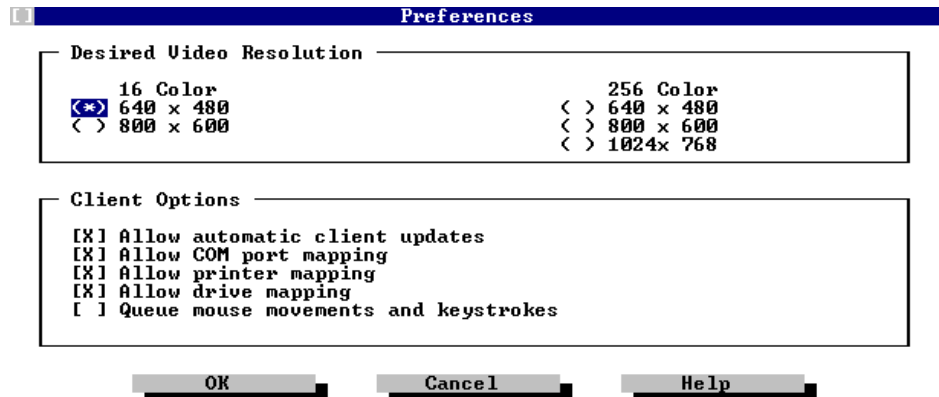 [ ] Preferences
Desired Video Resolution
16 Color 256 Color
(*) 640 x 480 ( ) 640 x 480
( ) 800 x 600 ( ) 800 x 600
( ) 1024x 768
Client Options
[X] Allow automatic client updates
[X] Allow COM port mapping
[X] Allow printer mapping
[X] Allow drive mapping
[ ] Queue mouse movements and keystrokes
OK Cancel Help